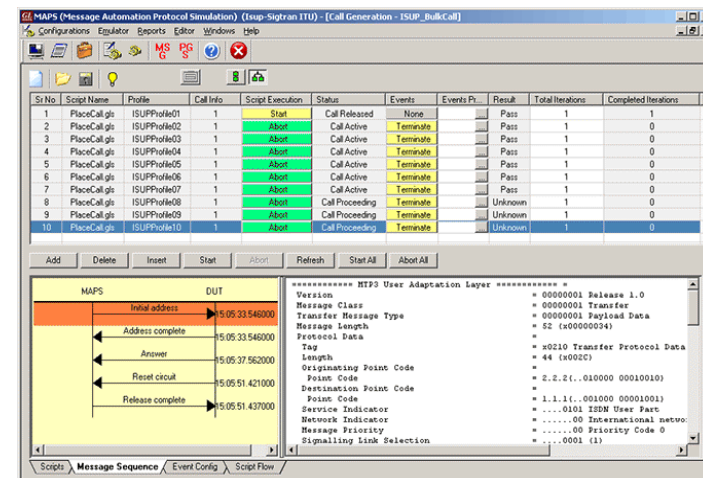 MAPS (Message Automation Protocol Simulation) (Isup-Sigtran ITU) - [Call Generation - ISUP_BulkCall]
Configurations Emulator Reports Editor Windows Help
MS G PG S
Sr No Script Name Profile Call Info Script Execution Status Events Events Pr... Result Total Iterations Completed Iterations
1 PlaceCall.gls ISUPProfile01 1 Start Call Released None ... Pass 1 1
2 PlaceCall.gls ISUPProfile02 1 Abort Call Active Terminate ... Pass 1 0
3 PlaceCall.gls ISUPProfile03 1 Abort Call Active Terminate ... Pass 1 0
4 PlaceCall.gls ISUPProfile04 1 Abort Call Active Terminate ... Pass 1 0
5 PlaceCall.gls ISUPProfile05 1 Abort Call Active Terminate ... Pass 1 0
6 PlaceCall.gls ISUPProfile06 1 Abort Call Active Terminate ... Pass 1 0
7 PlaceCall.gls ISUPProfile07 1 Abort Call Active Terminate ... Pass 1 0
8 PlaceCall.gls ISUPProfile08 1 Abort Call Proceeding Terminate ... Unknown 1 0
9 PlaceCall.gls ISUPProfile09 1 Abort Call Proceeding Terminate ... Unknown 1 0
10 PlaceCall.gls ISUPProfile10 1 Abort Call Proceeding Terminate ... Unknown 1 0
Add Delete Insert Start Abort Refresh Start All Abort All
MAPS DUT
Initial address
15:05:33.546000
Address complete
15:05:33.546000
Answer
15:05:37.562000
Reset circuit
15:05:51.421000
Release complete
15:05:51.437000
============ MTP3 User Adaptation Layer ============ =
Version = 00000001 Release 1.0
Message Class = 00000001 Transfer
Transfer Message Type = 00000001 Payload Data
Message Length = 52 (x00000034)
Protocol Data =
Tag = x0210 Transfer Protocol Data
Length = 44 (x002C)
Originating Point Code =
Point Code = 2.2.2(..010000 00010010)
Destination Point Code =
Point Code = 1.1.1(..001000 00001001)
Service Indicator = ....0101 ISDN User Part
Network Indicator = ......00 International netwo
Message Priority = ......00 Priority Code 0
Signalling Link Selection = ....0001 (1)
Scripts Message Sequence Event Config Script Flow